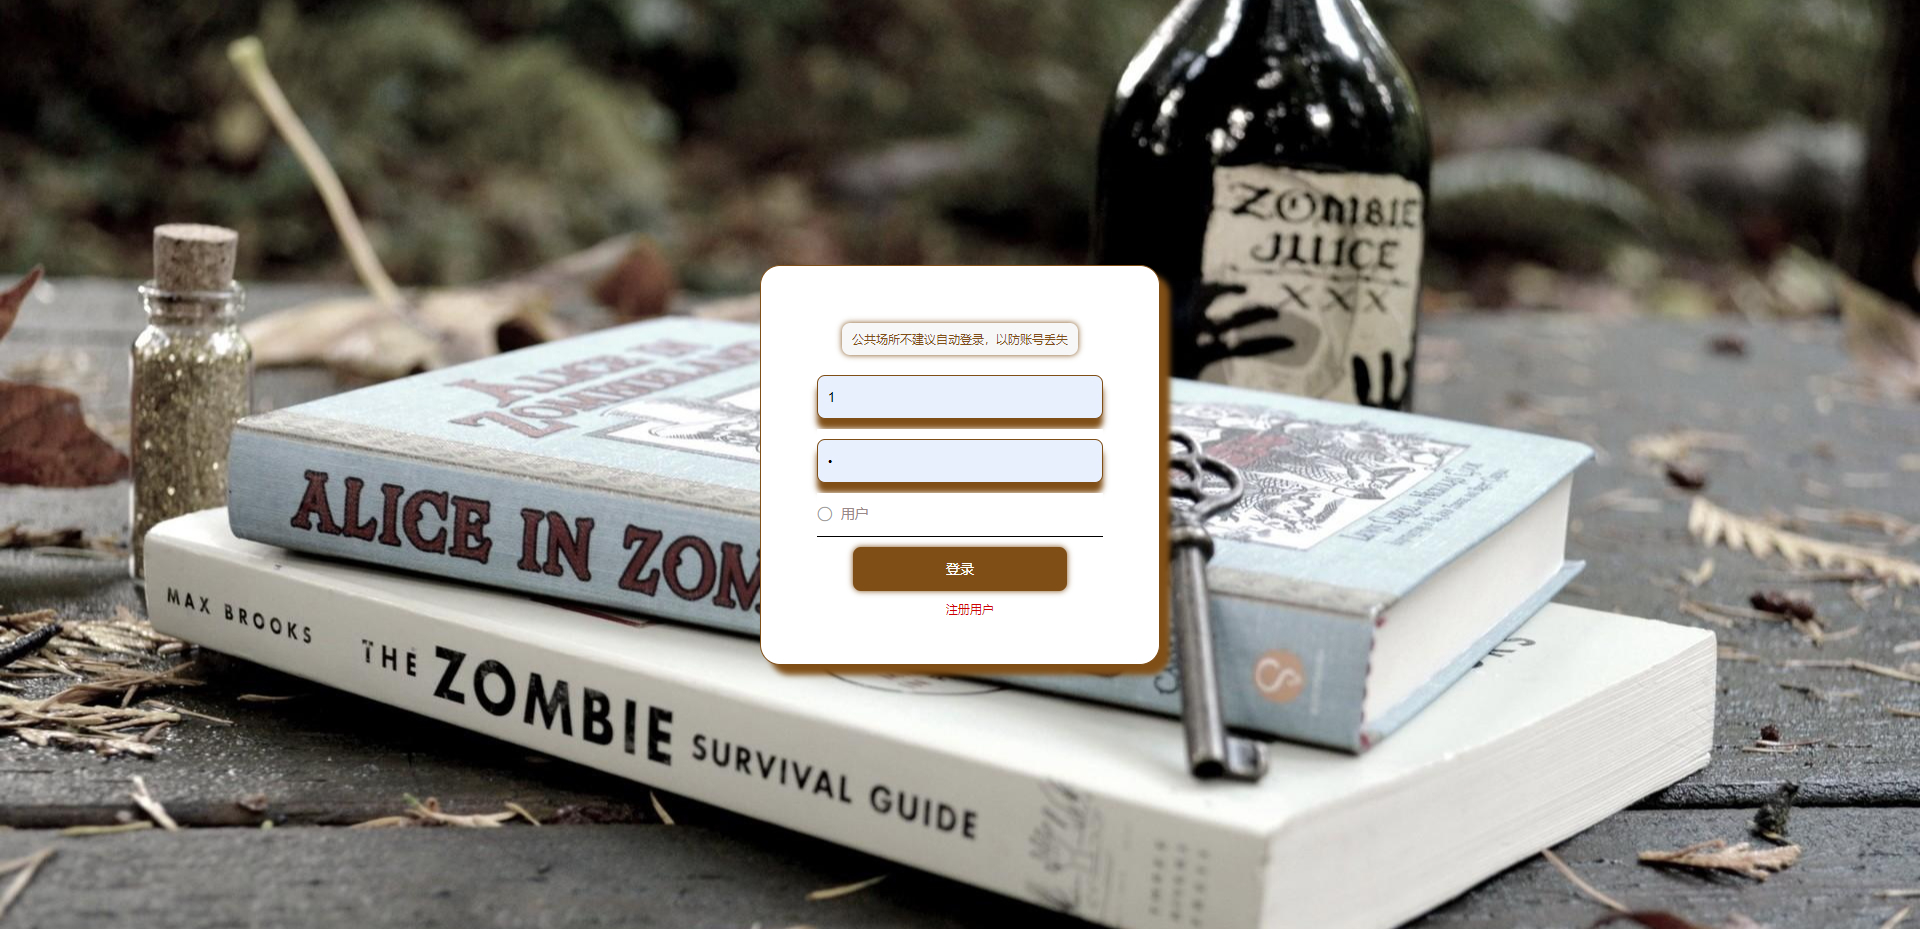 ZOMBIE
JUICE
XXX
公共场所不建议自动登录，以防账号丢失
1
用户
登录
注册用户
ALICE IN
ZOMBIELAND
ALICE IN ZOM
MAX BROOKS THE ZOMBIE SURVIVAL GUIDE